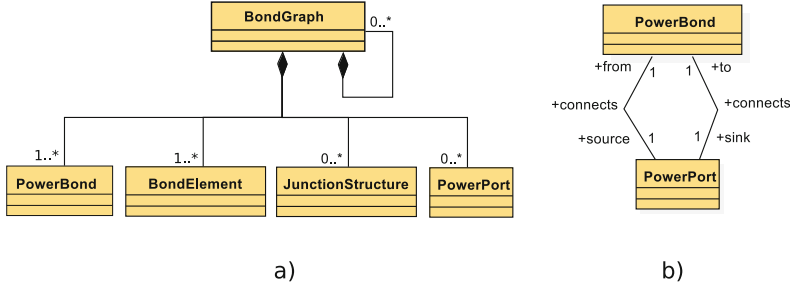 BondGraph
0..*
1..*
1..*
0..*
0..*
PowerBond
BondElement
JunctionStructure
PowerPort
a)
PowerBond
+from 1 1 +to
+connects +connects
+source 1 1 +sink
PowerPort
b)